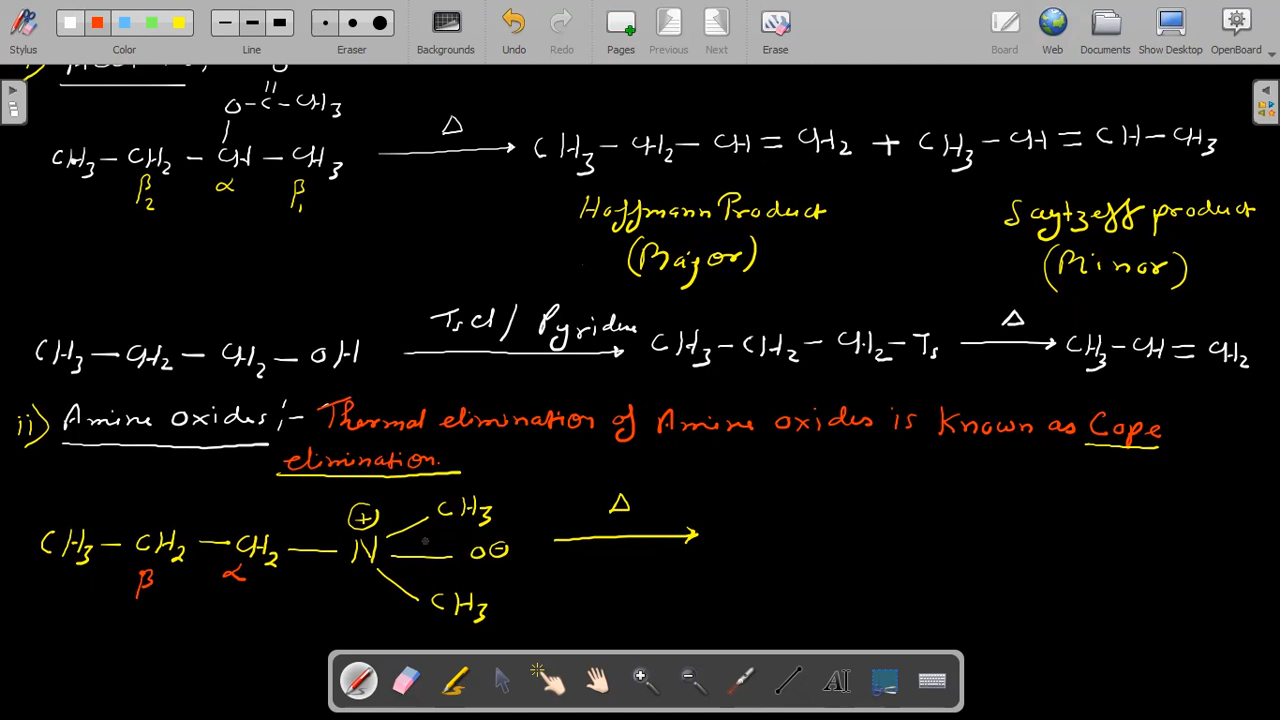 Stylus
Color
Line
Eraser
Backgrounds
Undo
Redo
Pages
Previous
Next
Erase
Board
Web
Documents
Show Desktop
OpenBoard
O-C-CH3
CH3-CH2-CH-CH3 Δ CH3-CH2-CH=CH2 + CH3-CH=CH-CH3
β2 α β1
Hoffmann Product Saytzeff product
(Major) (Minor)
CH3-CH2-CH2-OH TsCl/Pyridine CH3-CH2-CH2-Ts Δ CH3-CH=CH2
ii) Amine oxides:- Thermal elimination of Amine oxides is known as Cope
elimination.
CH3-CH2-CH2-N⊕ CH3 O⊖ CH3 Δ
β α